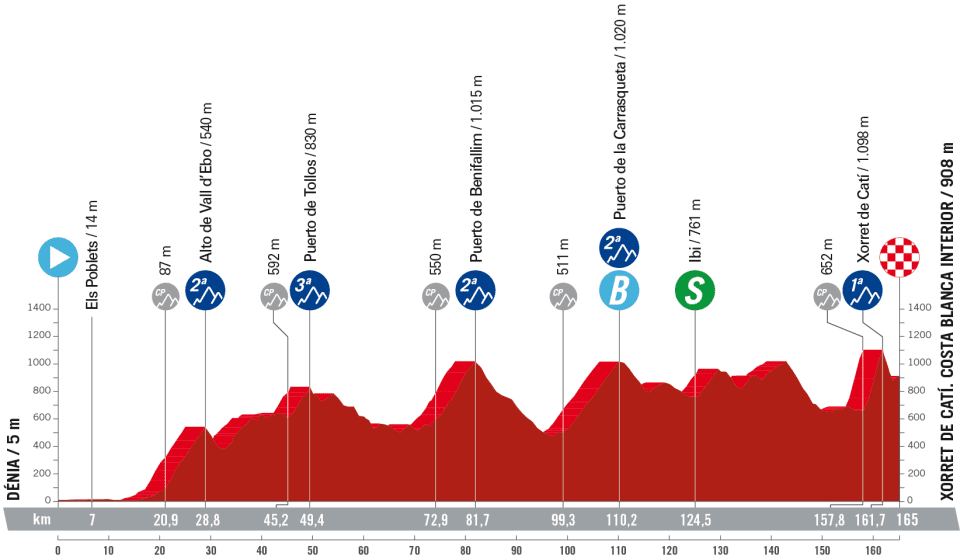 DÉNIA / 5 m
Els Poblets / 14 m
87 m
CP
Alto de Vall d'Ebo / 540 m
2ª
592 m
CP
Puerto de Tollos / 830 m
3ª
550 m
CP
Puerto de Benifallim / 1.015 m
2ª
511 m
CP
Puerto de la Carrasqueta / 1.020 m
2ª
B
Ibi / 761 m
S
652 m
CP
Xorret de Catí / 1.098 m
1ª
XORRET DE CATÍ. COSTA BLANCA INTERIOR / 908 m
1400 1400
1200 1200
1000 1000
800 800
600 600
400 400
200 200
0 0
km 7 20,9 28,8 45,2 49,4 72,9 81,7 99,3 110,2 124,5 157,8 161,7 165
0 10 20 30 40 50 60 70 80 90 100 110 120 130 140 150 160